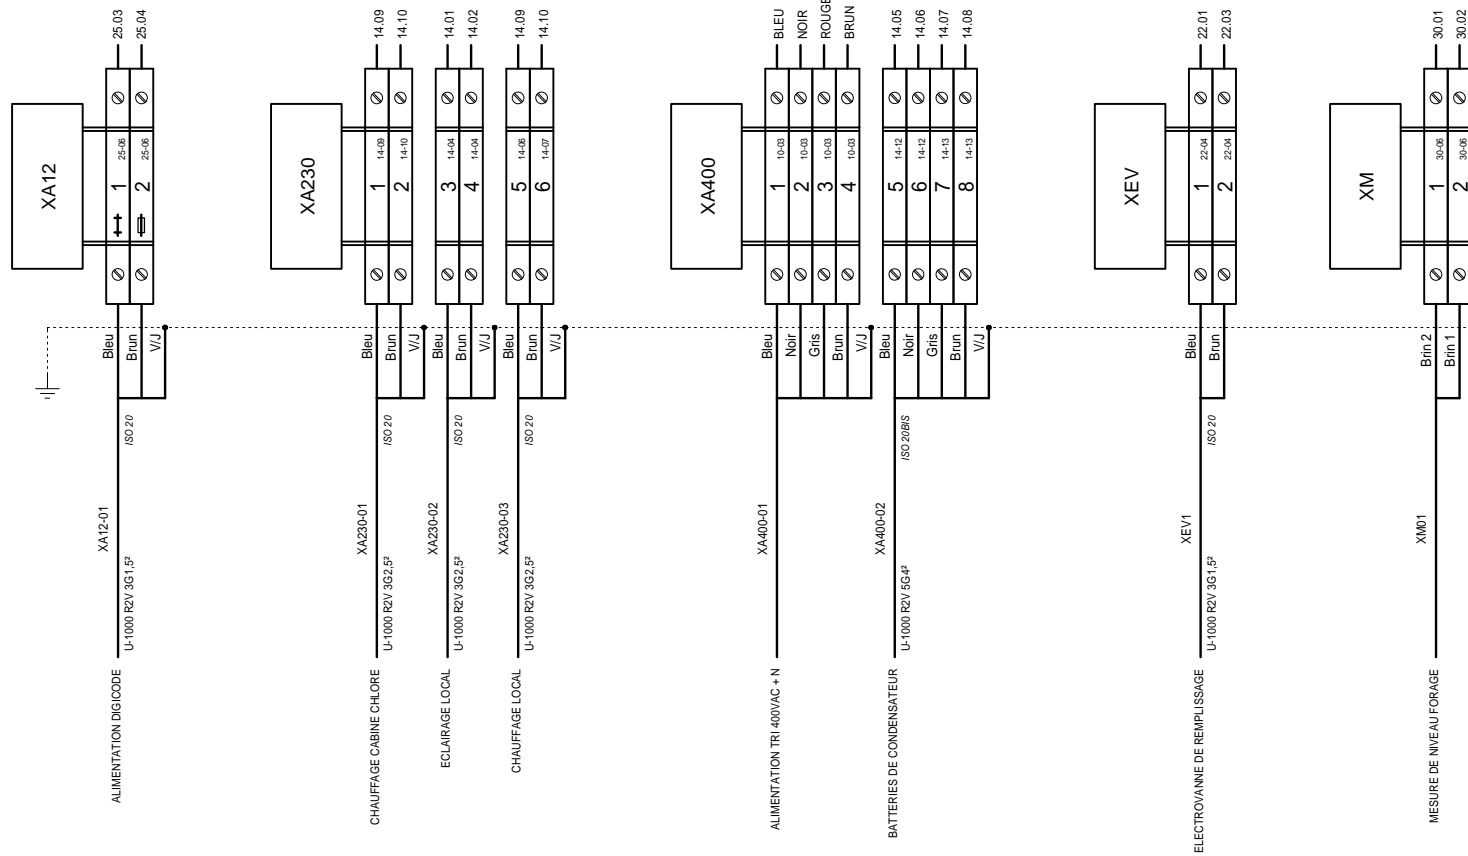 25.03
25.04
14.09
14.10
14.01
14.02
14.09
14.10
BLEU
NOIR
ROUGE
BRUN
14.05
14.06
14.07
14.08
22.01
22.03
30.01
30.02
XA12
25-06
25-06
1
2
XA230
14-09
14-10
14-04
14-04
14-06
14-07
1
2
3
4
5
6
XA400
10-03
10-03
10-03
10-03
14-12
14-12
14-13
14-13
1
2
3
4
5
6
7
8
XEV
22-04
22-04
1
2
XM
30-06
30-06
1
2
Bleu
Brun
V/J
Bleu
Brun
V/J
Bleu
Brun
V/J
Bleu
Brun
V/J
Bleu
Noir
Gris
Brun
V/J
Bleu
Noir
Gris
Brun
V/J
Bleu
Brun
Brin 2
Brin 1
ISO 20
ISO 20
ISO 20
ISO 20
ISO 20BIS
ISO 20
XA12-01
XA230-01
XA230-02
XA230-03
XA400-01
XA400-02
XEV1
XM01
U-1000 R2V 3G1,5²
U-1000 R2V 3G2,5²
U-1000 R2V 3G2,5²
U-1000 R2V 3G2,5²
U-1000 R2V 5G4²
U-1000 R2V 3G1,5²
ALIMENTATION DIGICODE
CHAUFFAGE CABINE CHLORE
ECLAIRAGE LOCAL
CHAUFFAGE LOCAL
ALIMENTATION TRI 400VAC + N
BATTERIES DE CONDENSATEUR
ELECTROVANNE DE REMPLISSAGE
MESURE DE NIVEAU FORAGE